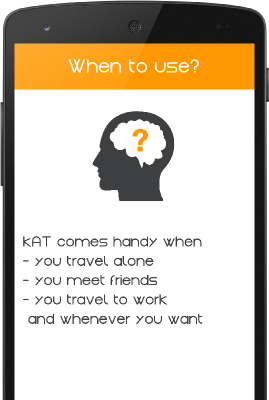 When to use?
?
KAT comes handy when
- you travel alone
- you meet friends
- you travel to work
and whenever you want